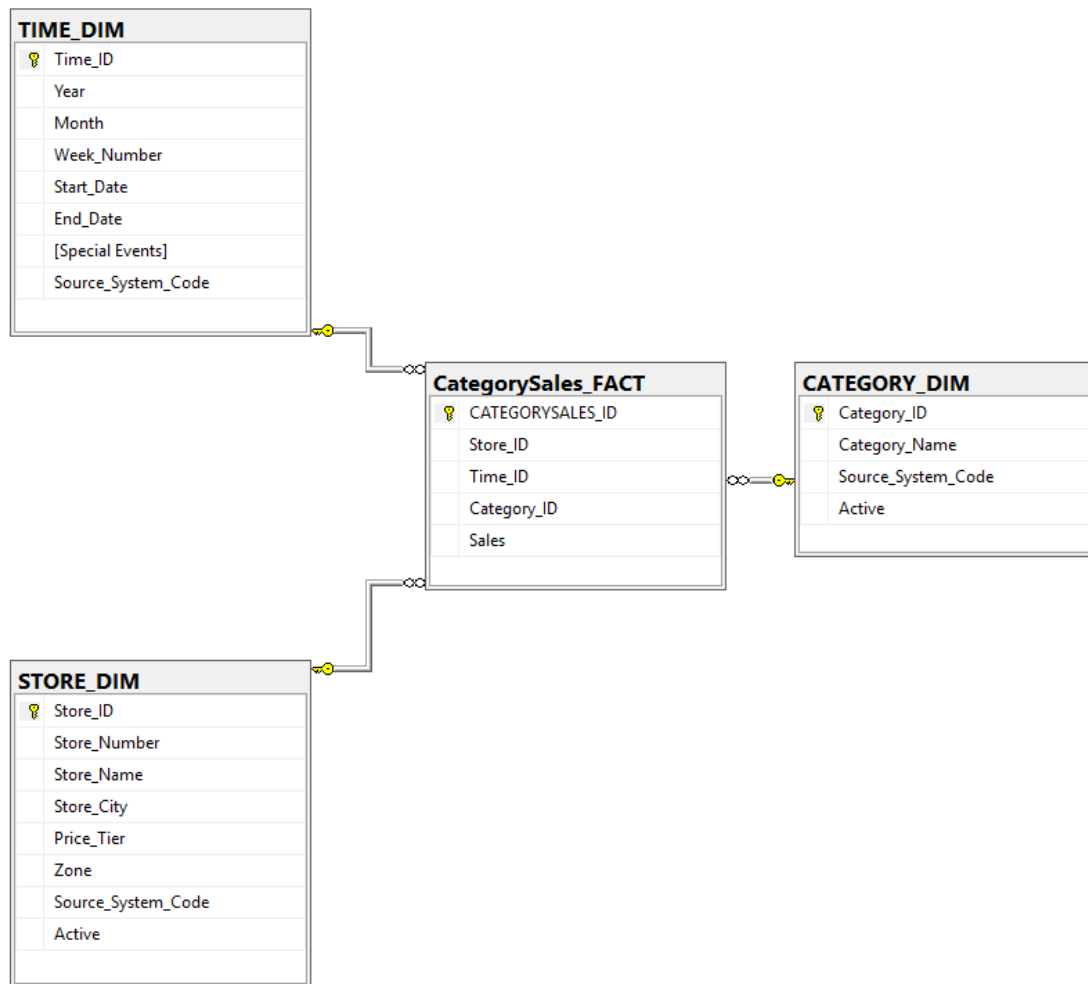 TIME_DIM
Time_ID
Year
Month
Week_Number
Start_Date
End_Date
[Special Events]
Source_System_Code
CategorySales_FACT
CATEGORYSALES_ID
Store_ID
Time_ID
Category_ID
Sales
CATEGORY_DIM
Category_ID
Category_Name
Source_System_Code
Active
STORE_DIM
Store_ID
Store_Number
Store_Name
Store_City
Price_Tier
Zone
Source_System_Code
Active